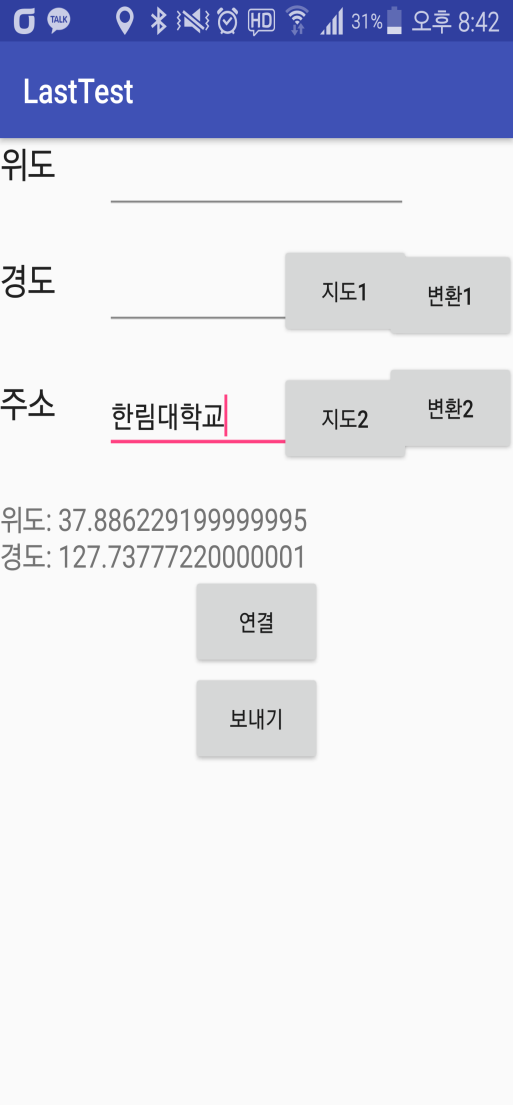 TALK HD 31% 오후 8:42
LastTest
위도
경도 지도1 변환1
주소 한림대학교 지도2 변환2
위도: 37.886229199999995
경도: 127.73777220000001
연결
보내기